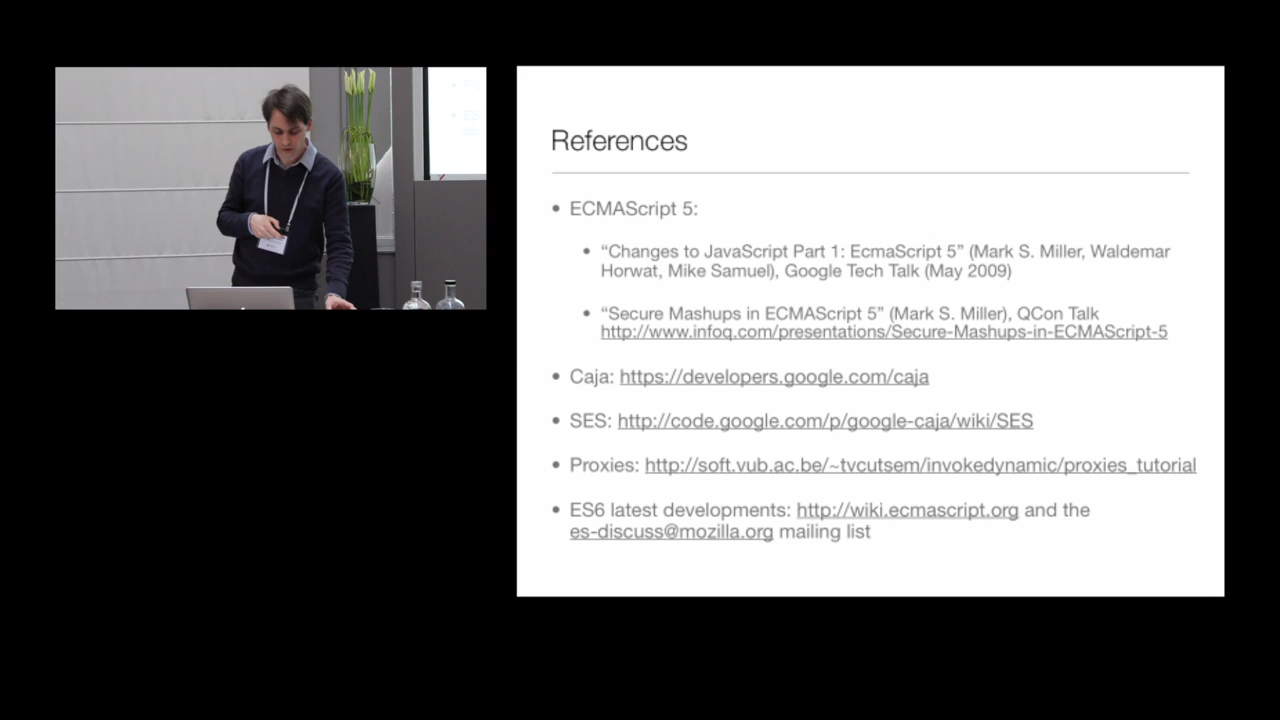 References
• ECMAScript 5:
• “Changes to JavaScript Part 1: EcmaScript 5” (Mark S. Miller, Waldemar
Horwat, Mike Samuel), Google Tech Talk (May 2009)
• “Secure Mashups in ECMAScript 5” (Mark S. Miller), QCon Talk
http://www.infoq.com/presentations/Secure-Mashups-in-ECMAScript-5
• Caja: https://developers.google.com/caja
• SES: http://code.google.com/p/google-caja/wiki/SES
• Proxies: http://soft.vub.ac.be/~tvcutsem/invokedynamic/proxies_tutorial
• ES6 latest developments: http://wiki.ecmascript.org and the
es-discuss@mozilla.org mailing list